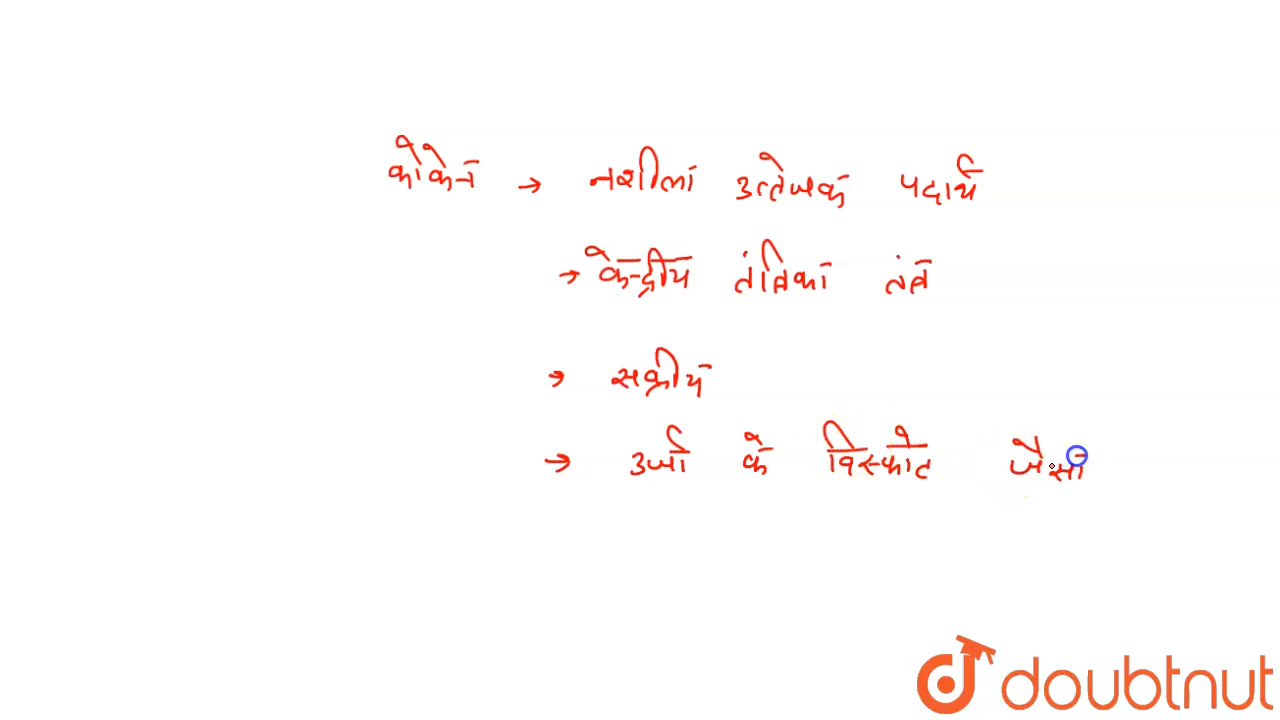 कोकेन → नशीला उत्तेजक पदार्थ
→ केन्द्रीय तंत्रिका तंत्र
→ सक्रीय
→ उर्जा के विस्फोट जैसा
doubtnut